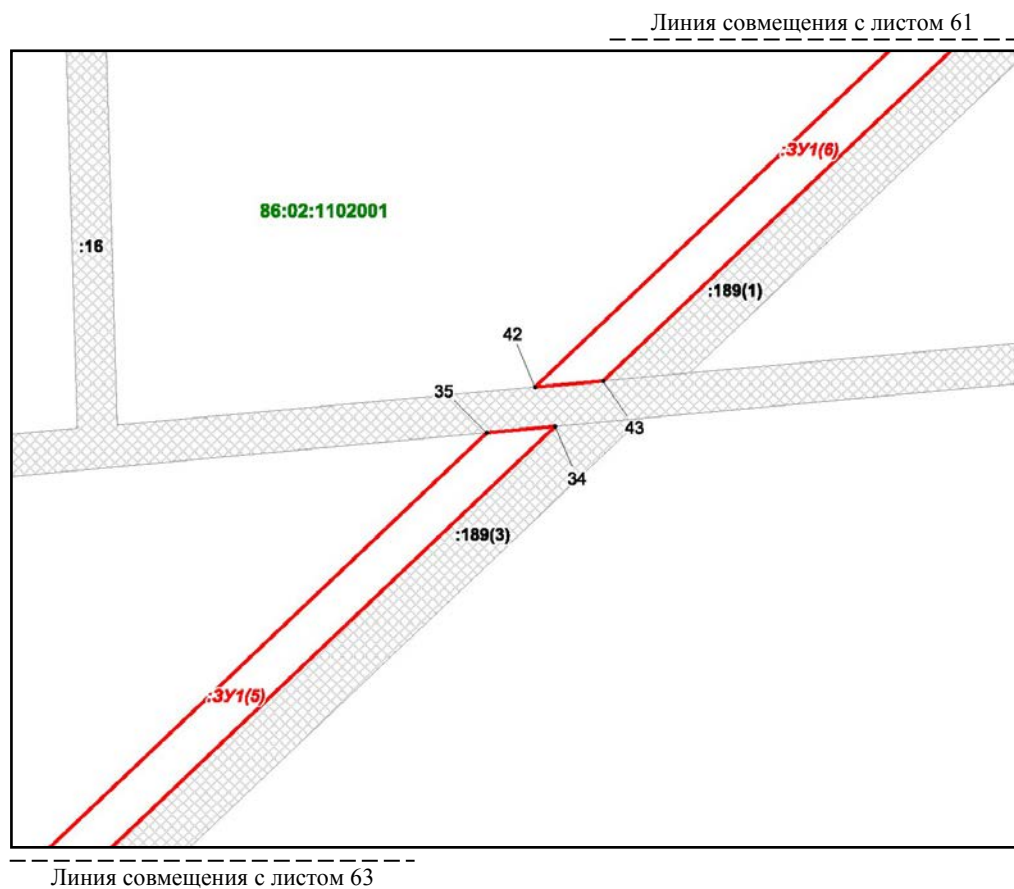 Линия совмещения с листом 61
:ЗУ1(6)
86:02:1102001
:16
:189(1)
42
35
43
34
:189(3)
:ЗУ1(5)
Линия совмещения с листом 63